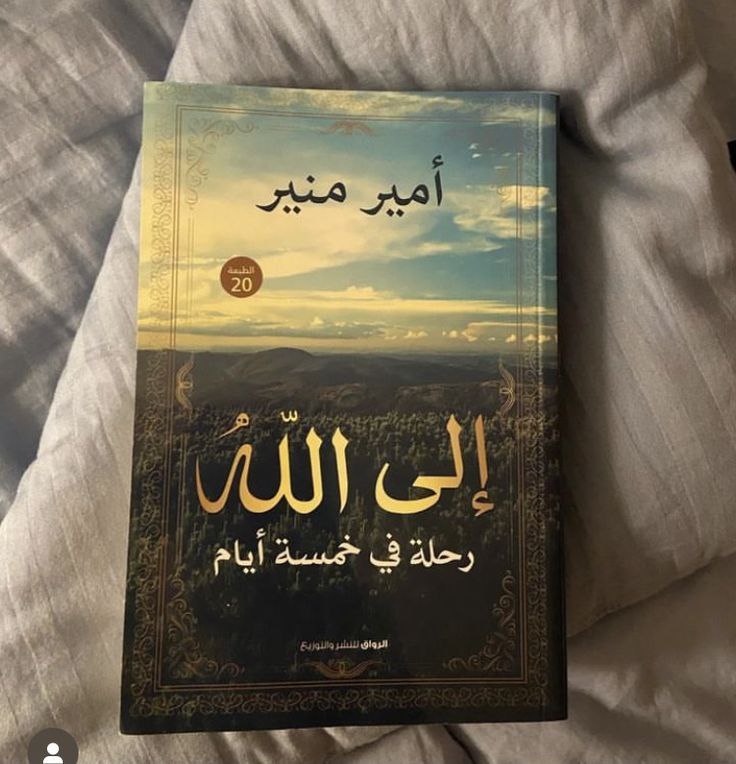 أمير منير
الطبعة
20
إلى اللهُ
رحلة في خمسة أيام
الرواق للنشر والتوزيع